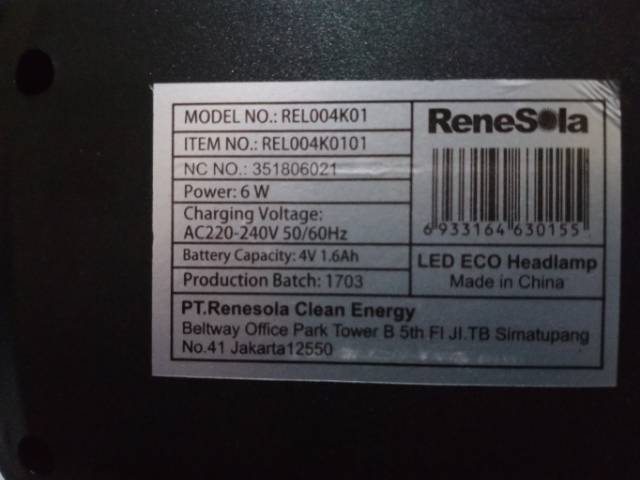 MODEL NO.: REL004K01
ITEM NO.: REL004K0101
NC NO.: 351806021
Power: 6 W
Charging Voltage:
AC220-240V 50/60Hz
Battery Capacity: 4V 1.6Ah
Production Batch: 1703
ReneSola
6 933164 630155
LED ECO Headlamp
Made in China
PT.Renesola Clean Energy
Beltway Office Park Tower B 5th Fl Jl.TB Simatupang
No.41 Jakarta12550